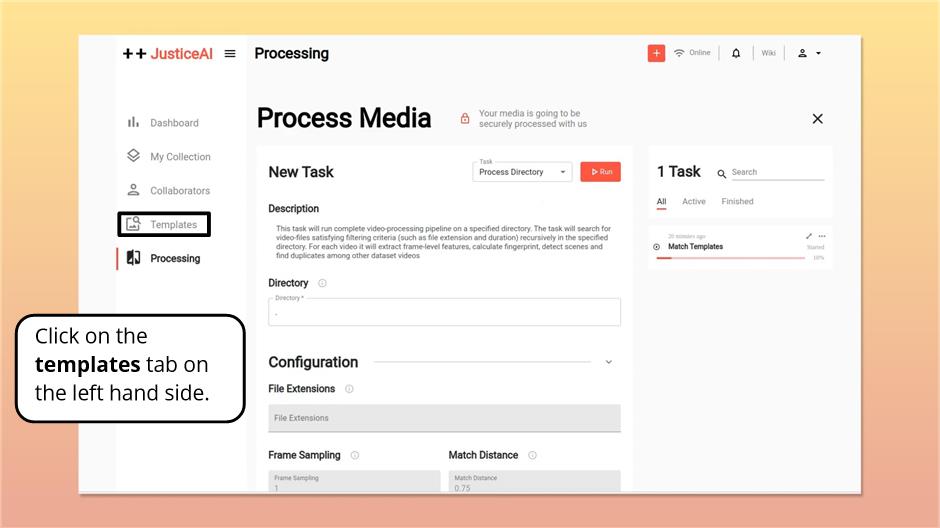 ++ JusticeAI
Processing
Online
Wiki
Dashboard
My Collection
Collaborators
Templates
Processing
Click on the
templates tab on
the left hand side.
Process Media
Your media is going to be
securely processed with us
New Task
Task
Process Directory
Run
Description
This task will run complete video-processing pipeline on a specified directory. The task will search for
video-files satisfying filtering criteria (such as file extension and duration) recursively in the specified
directory. For each video it will extract frame-level features, calculate fingerprint, detect scenes and
find duplicates among other dataset videos
Directory
Directory *
.
Configuration
File Extensions
File Extensions
Frame Sampling
Match Distance
Frame Sampling
1
Match Distance
0.75
1 Task
Search
All
Active
Finished
20 minutes ago
Match Templates
Started
10%